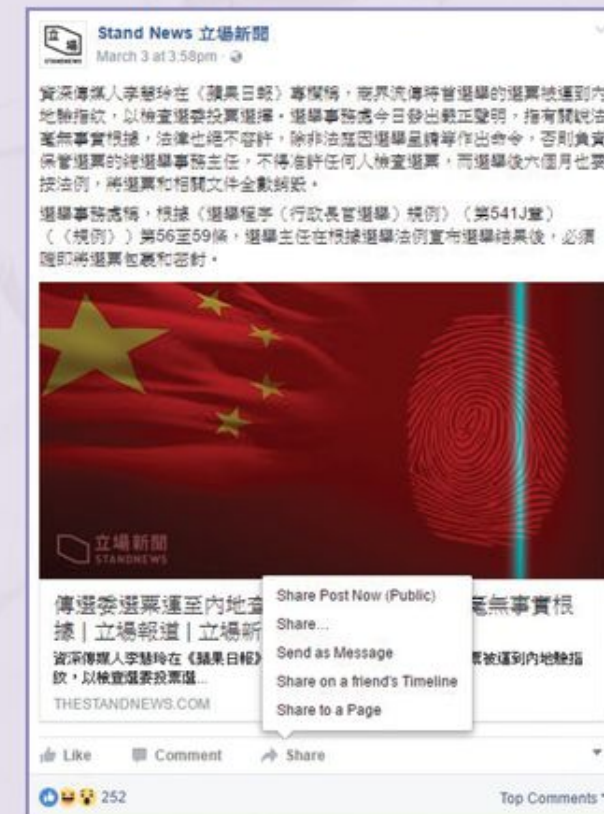 立場
STANDNEWS
Stand News 立場新聞
March 3 at 3:58pm
資深傳媒人李慧玲在《蘋果日報》專欄稱,商界流傳特首選舉的選票被運到內
地驗指紋,以檢查選委投票選擇。選舉事務處今日發出嚴正聲明,指有關說法
毫無事實根據,法律也絕不容許,除非法庭因選舉呈請等作出命令,否則負責
保管選票的總選舉事務主任,不得准許任何人檢查選票,而選舉後六個月也要
按法例,將選票和相關文件全數銷毀。
選舉事務處稱,根據《選舉程序(行政長官選舉)規例》(第541J章)
(《規例》)第56至59條,選舉主任在根據選舉法例宣布選舉結果後,必須
隨即將選票包裹和密封。
立場新聞
STANDNEWS
傳選委選票運至內地查 毫無事實根
據 | 立場報道 | 立場新
資深傳媒人李慧玲在《蘋果日報》 票被運到內地驗指
紋,以檢查選委投票選...
THESTANDNEWS.COM
Share Post Now (Public)
Share...
Send as Message
Share on a friend's Timeline
Share to a Page
Like Comment Share
252 Top Comments